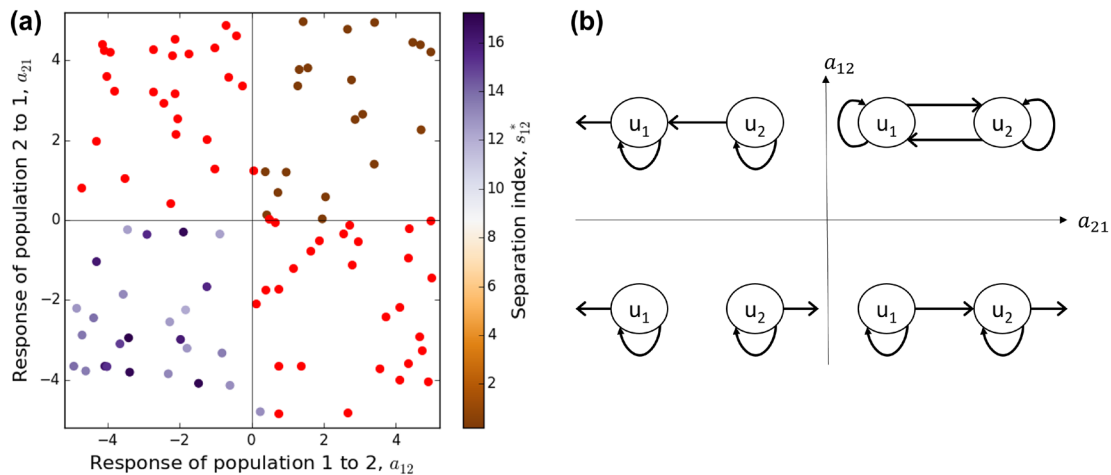 (a)
Response of population 2 to 1, a₂₁
4
2
0
−2
−4
−4
−2
0
2
4
Response of population 1 to 2, a₁₂
16
14
12
10
8
6
4
2
Separation index, s*₁₂
(b)
a₁₂
a₂₁
u₁
u₂
u₁
u₂
u₁
u₂
u₁
u₂